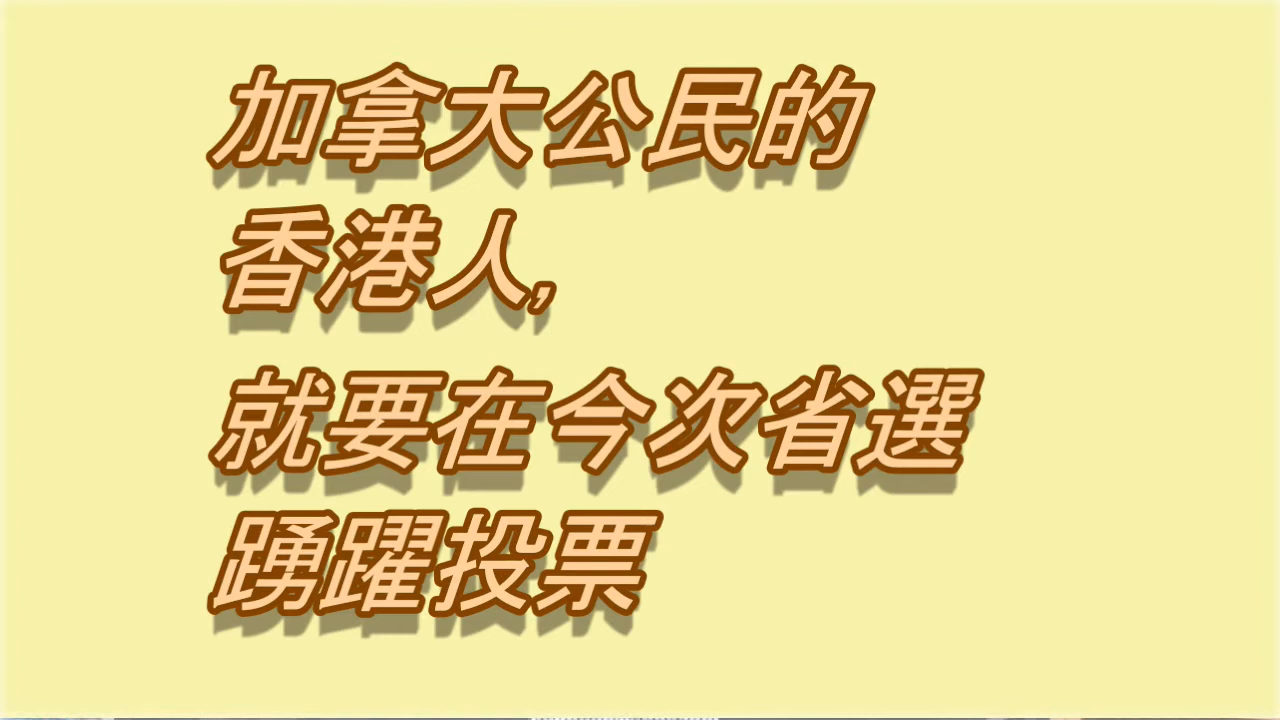 加拿大公民的
香港人,
就要在今次省選
踴躍投票